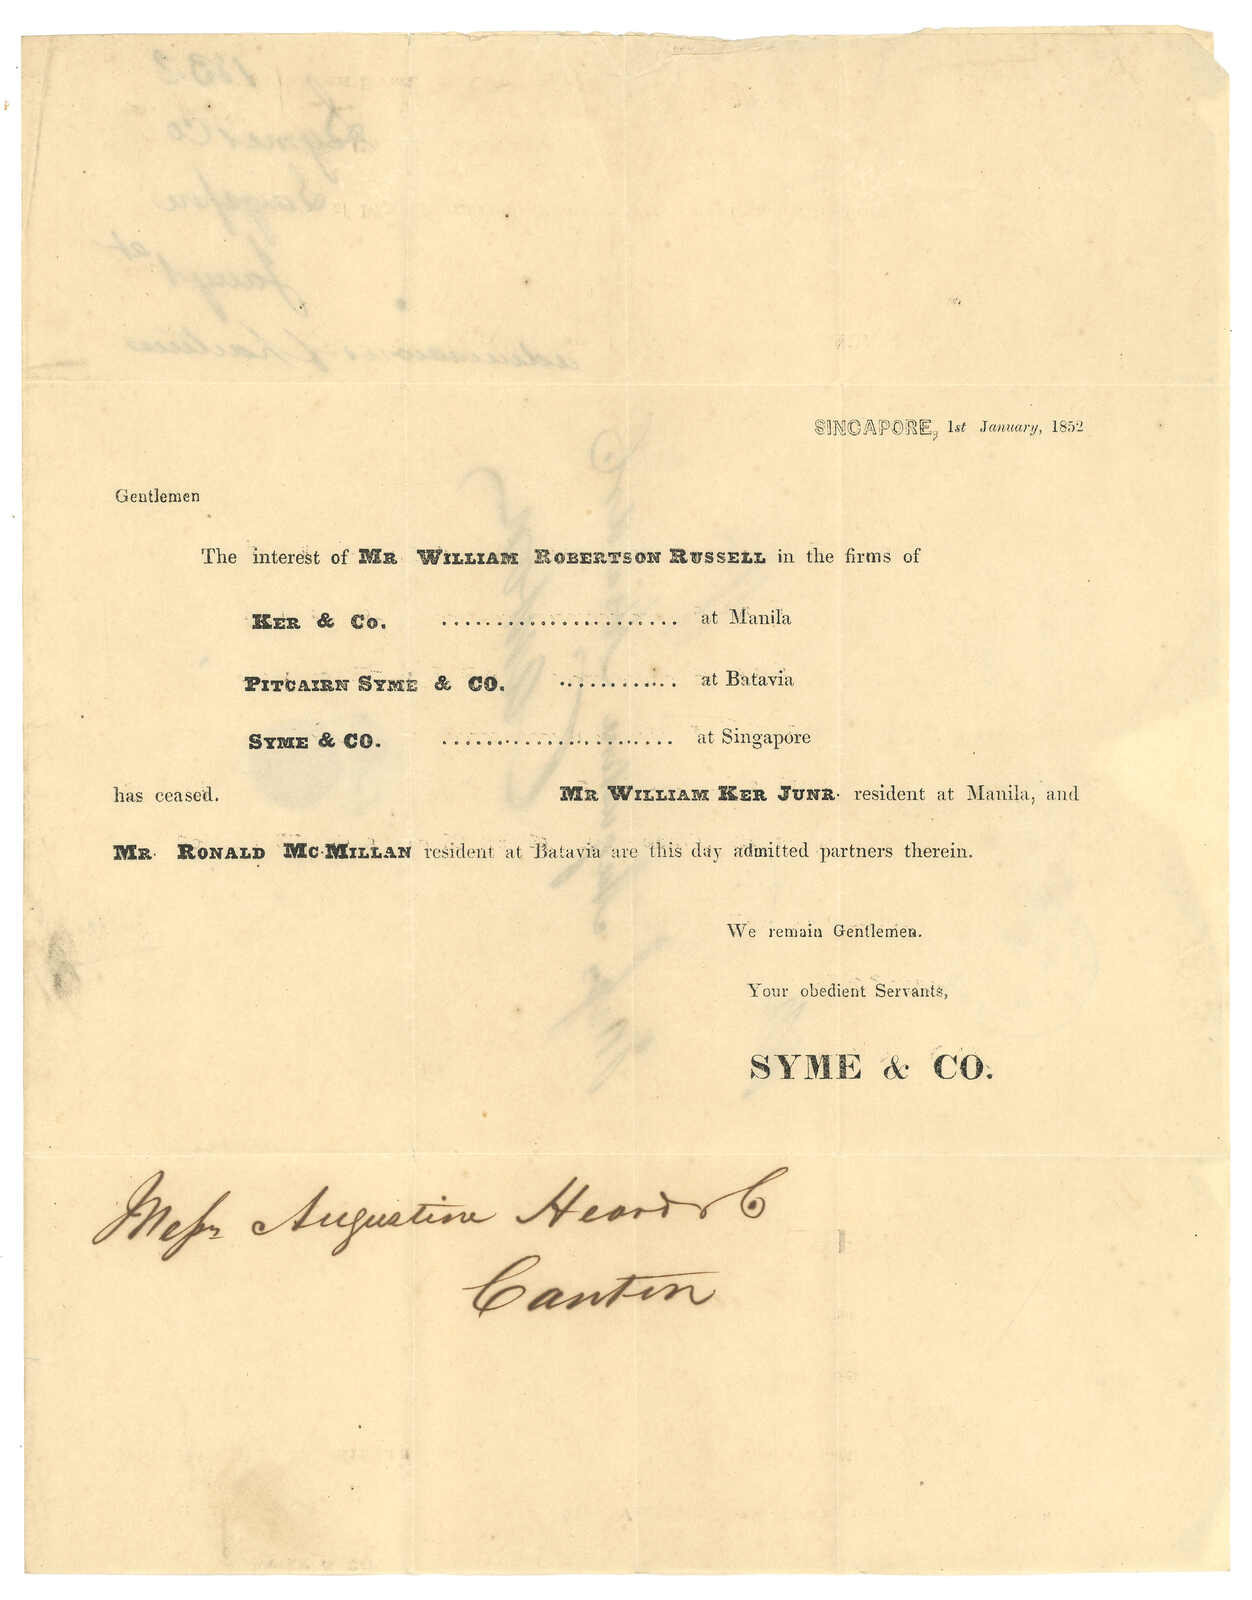 SINGAPORE, 1st January, 1852
Gentlemen
The interest of MR WILLIAM ROBERTSON RUSSELL in the firms of
KER & CO. ...................... at Manila
PITCAIRN SYME & CO. ............ at Batavia
SYME & CO. ...................... at Singapore
has ceased. MR WILLIAM KER JUNR. resident at Manila, and
MR. RONALD MC.MILLAN resident at Batavia are this day admitted partners therein.
We remain Gentlemen.
Your obedient Servants,
SYME & CO.
Messrs Augustine Heard & Co
Canton